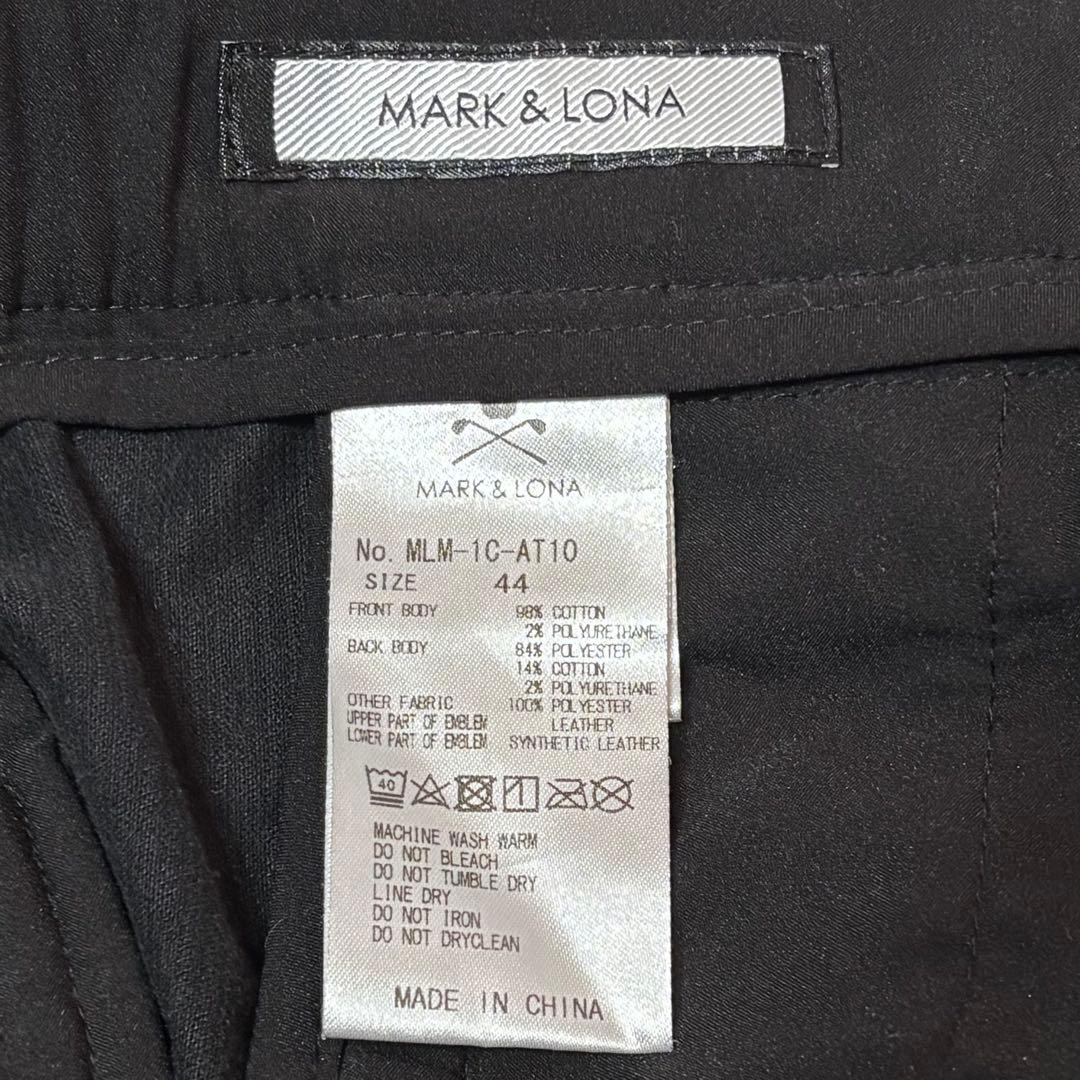 MARK & LONA
MARK & LONA
No. MLM-1C-AT10
SIZE 44
FRONT BODY 98% COTTON
2% POLYURETHANE
BACK BODY 84% POLYESTER
14% COTTON
2% POLYURETHANE
OTHER FABRIC 100% POLYESTER
UPPER PART OF EMBLEM LEATHER
LOWER PART OF EMBLEM SYNTHETIC LEATHER
40
MACHINE WASH WARM
DO NOT BLEACH
DO NOT TUMBLE DRY
LINE DRY
DO NOT IRON
DO NOT DRYCLEAN
MADE IN CHINA